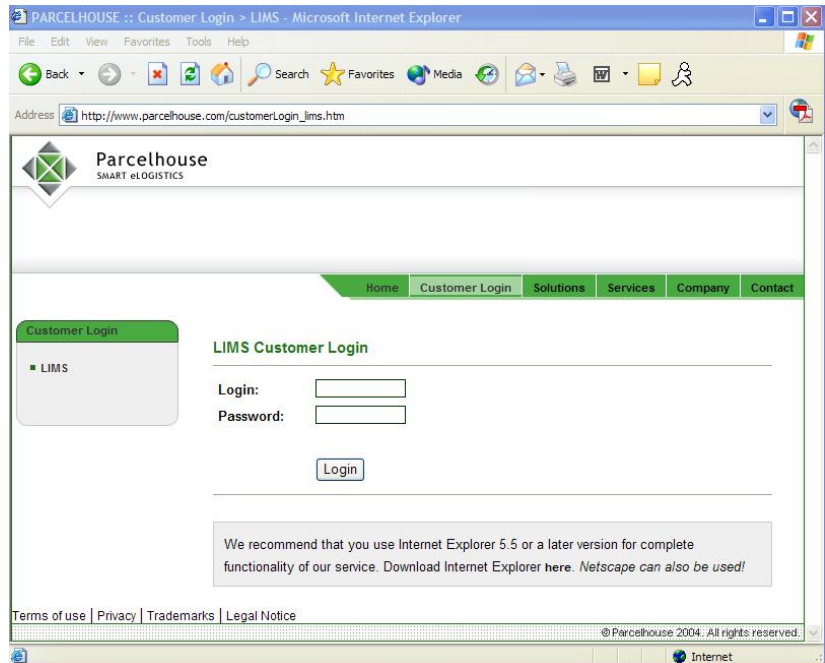 PARCELHOUSE :: Customer Login > LIMS - Microsoft Internet Explorer
File Edit View Favorites Tools Help
Back Search Favorites Media
Address http://www.parcelhouse.com/customerLogin_lims.htm
Parcelhouse
SMART eLOGISTICS
Home Customer Login Solutions Services Company Contact
Customer Login
LIMS
LIMS Customer Login
Login:
Password:
Login
We recommend that you use Internet Explorer 5.5 or a later version for complete
functionality of our service. Download Internet Explorer here. Netscape can also be used!
Terms of use | Privacy | Trademarks | Legal Notice
© Parcelhouse 2004. All rights reserved.
Internet